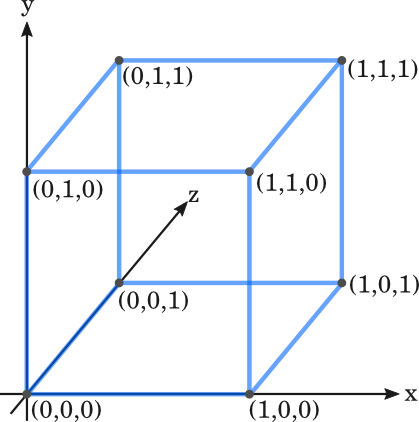 y
(0,1,1)
(1,1,1)
(0,1,0)
(1,1,0)
z
(0,0,1)
(1,0,1)
x
(0,0,0)
(1,0,0)